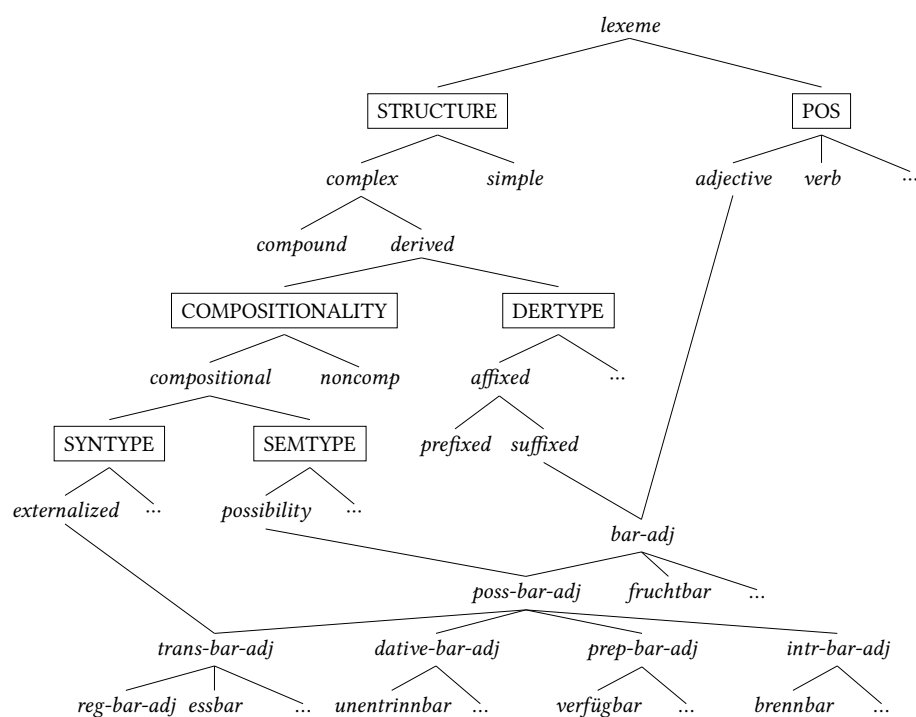 lexeme
STRUCTURE POS
complex simple adjective verb ...
compound derived
COMPOSITIONALITY DERTYPE
compositional noncomp affixed ...
SYNTYPE SEMTYPE prefixed suffixed
externalized ... possibility ...
bar-adj
poss-bar-adj fruchtbar ...
trans-bar-adj dative-bar-adj prep-bar-adj intr-bar-adj
reg-bar-adj essbar ... unentrinnbar ... verfügbar ... brennbar ...